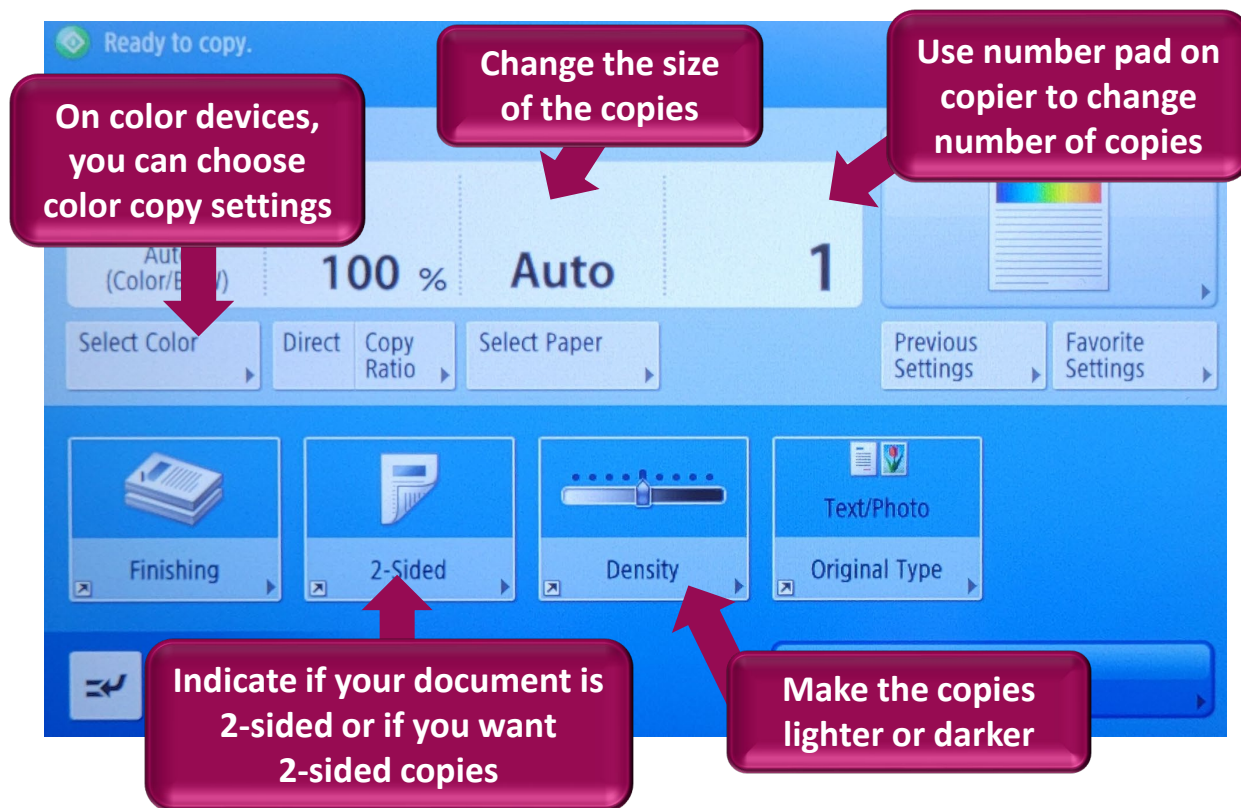 Ready to copy.
Change the size
of the copies
Use number pad on
copier to change
number of copies
On color devices,
you can choose
color copy settings
100 %
Auto
1
Select Color
Direct
Copy
Ratio
Select Paper
Previous
Settings
Favorite
Settings
Text/Photo
Finishing
2-Sided
Density
Original Type
Indicate if your document is
2-sided or if you want
2-sided copies
Make the copies
lighter or darker